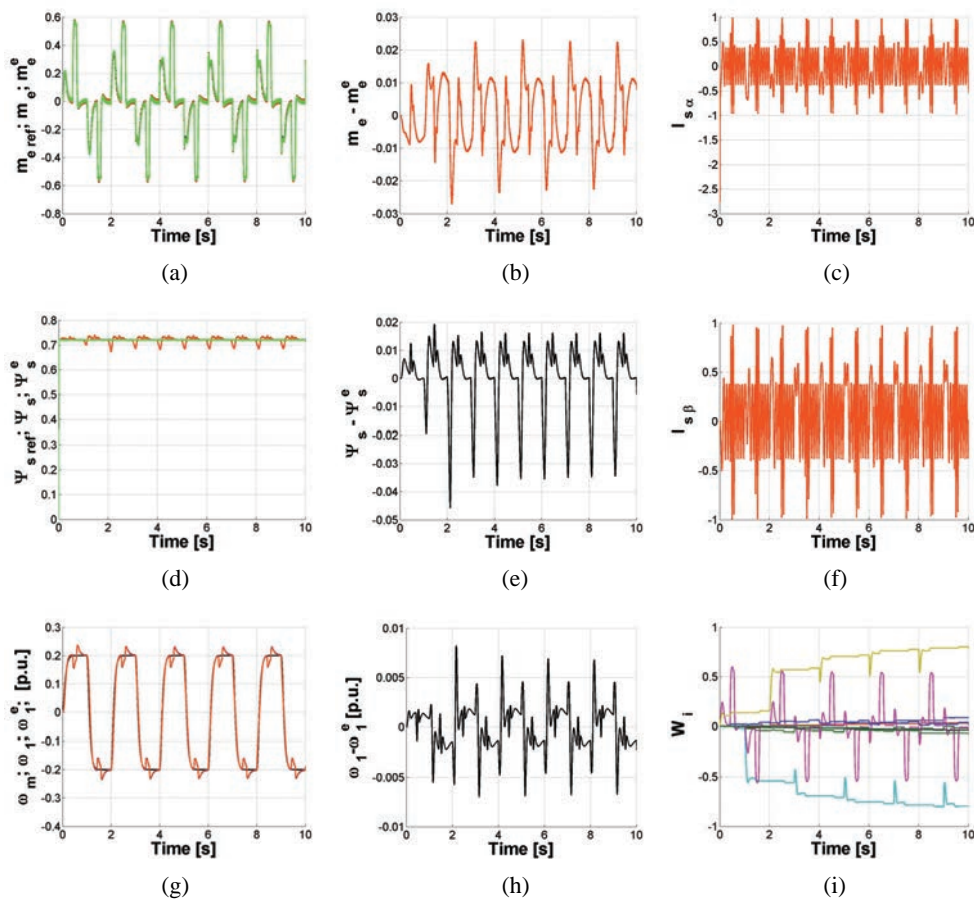 m_e ref; m_e; m_e^e
0.6
0.4
0.2
0
-0.2
-0.4
-0.6
-0.8
0 2 4 6 8 10
Time [s]
(a)
m_e - m_e^e
0.03
0.02
0.01
0
-0.01
-0.02
-0.03
0 2 4 6 8 10
Time [s]
(b)
I_s α
1
0.5
0
-0.5
-1
-1.5
-2
-2.5
-3
0 2 4 6 8 10
Time [s]
(c)
Ψ_s ref; Ψ_s; Ψ_s^e
0.8
0.7
0.6
0.5
0.4
0.3
0.2
0.1
0
0 2 4 6 8 10
Time [s]
(d)
Ψ_s - Ψ_s^e
-0.02
0.01
0
-0.01
-0.02
-0.03
-0.04
-0.05
0 2 4 6 8 10
Time [s]
(e)
I_s β
1
0.5
0
-0.5
-1
0 2 4 6 8 10
Time [s]
(f)
ω_m; ω_1; ω_1^e; [p.u.]
0.3
0.2
0.1
0
-0.1
-0.2
-0.3
-0.4
0 2 4 6 8 10
Time [s]
(g)
ω_1-ω_1^e [p.u.]
0.01
0.005
0
-0.005
-0.01
0 2 4 6 8 10
Time [s]
(h)
W_i
1
0.5
0
-0.5
-1
0 2 4 6 8 10
Time [s]
(i)